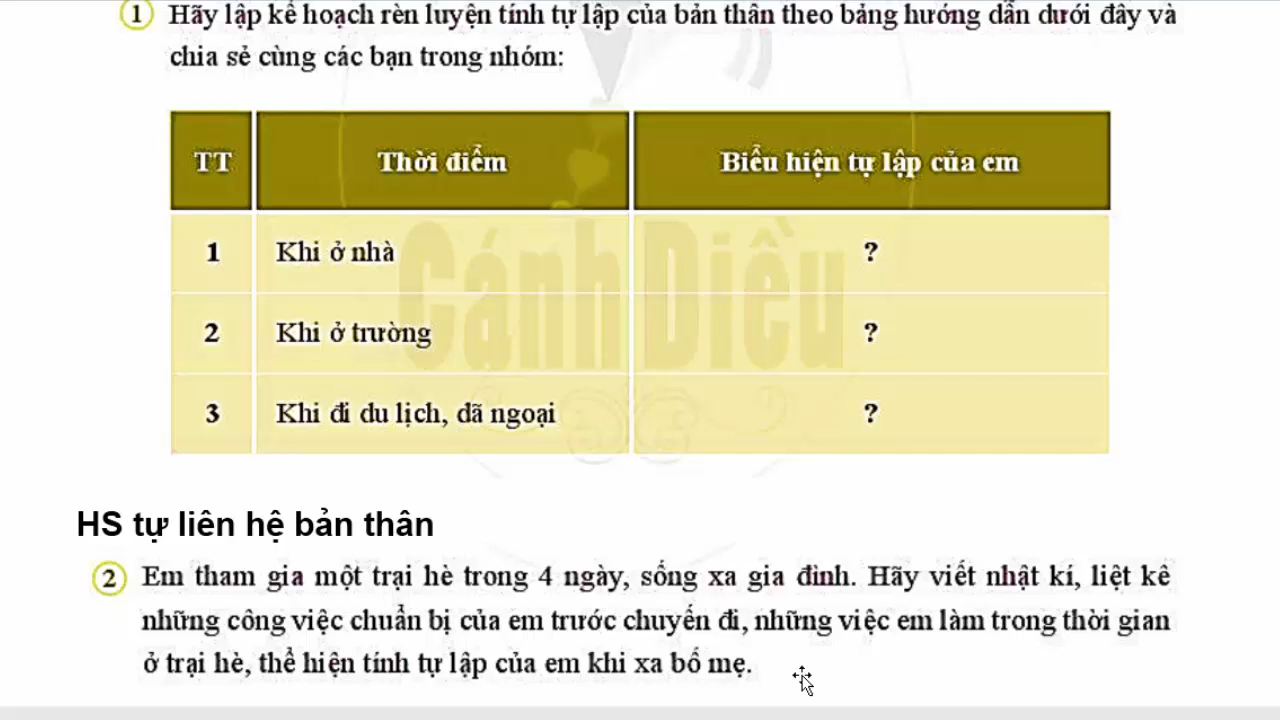 1 Hãy lập kế hoạch rèn luyện tính tự lập của bản thân theo bảng hướng dẫn dưới đây và
chia sẻ cùng các bạn trong nhóm:
TT Thời điểm Biểu hiện tự lập của em
1 Khi ở nhà ?
2 Khi ở trường ?
3 Khi đi du lịch, dã ngoại ?
Cánh Diều
HS tự liên hệ bản thân
2 Em tham gia một trại hè trong 4 ngày, sống xa gia đình. Hãy viết nhật kí, liệt kê
những công việc chuẩn bị của em trước chuyến đi, những việc em làm trong thời gian
ở trại hè, thể hiện tính tự lập của em khi xa bố mẹ.